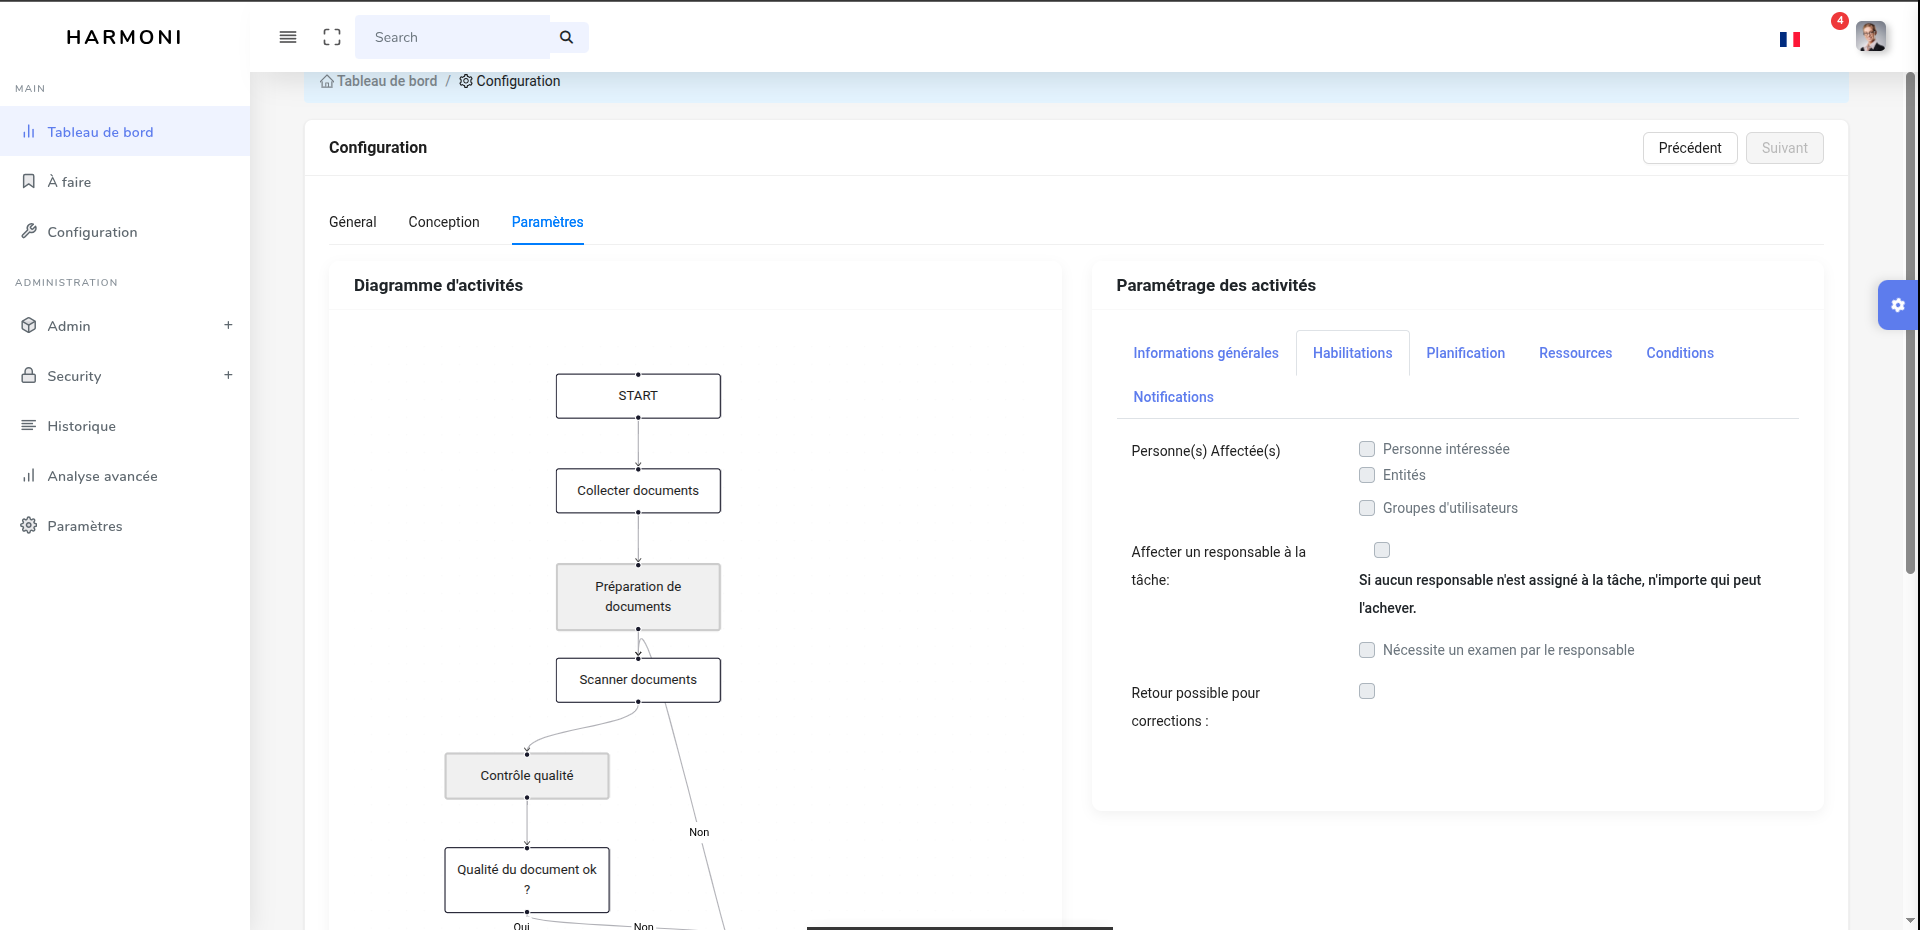 HARMONI
Search
4
MAIN
Tableau de bord
À faire
Configuration
ADMINISTRATION
Admin +
Security +
Historique
Analyse avancée
Paramètres
Tableau de bord / Configuration
Configuration
Précédent Suivant
Géneral Conception Paramètres
Diagramme d'activités
START
Collecter documents
Préparation de
documents
Scanner documents
Contrôle qualité
Non
Qualité du document ok
?
Oui Non
Paramétrage des activités
Informations générales Habilitations Planification Ressources Conditions
Notifications
Personne(s) Affectée(s)
Personne intéressée
Entités
Groupes d'utilisateurs
Affecter un responsable à la
tâche:
Si aucun responsable n'est assigné à la tâche, n'importe qui peut
l'achever.
Nécessite un examen par le responsable
Retour possible pour
corrections :